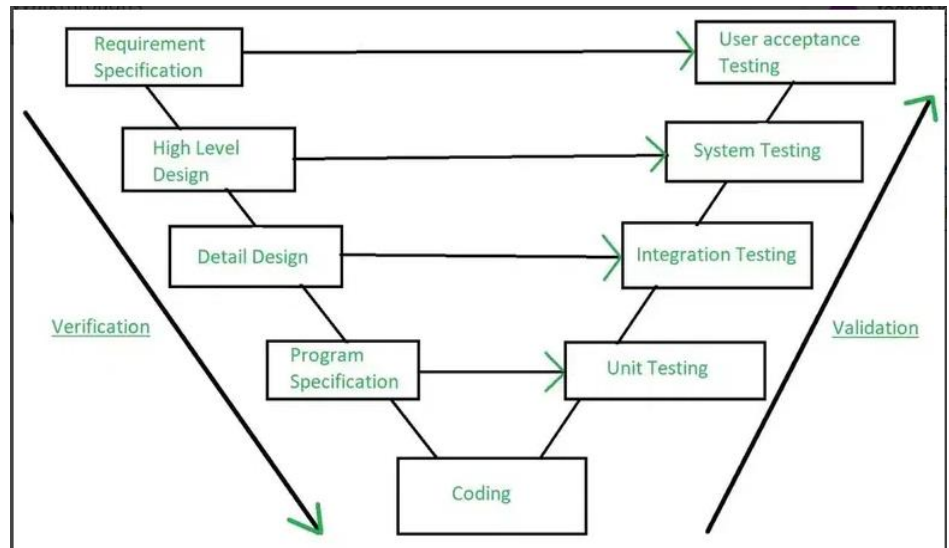 Requirement
Specification
User acceptance
Testing
High Level
Design
System Testing
Detail Design
Integration Testing
Verification
Validation
Program
Specification
Unit Testing
Coding